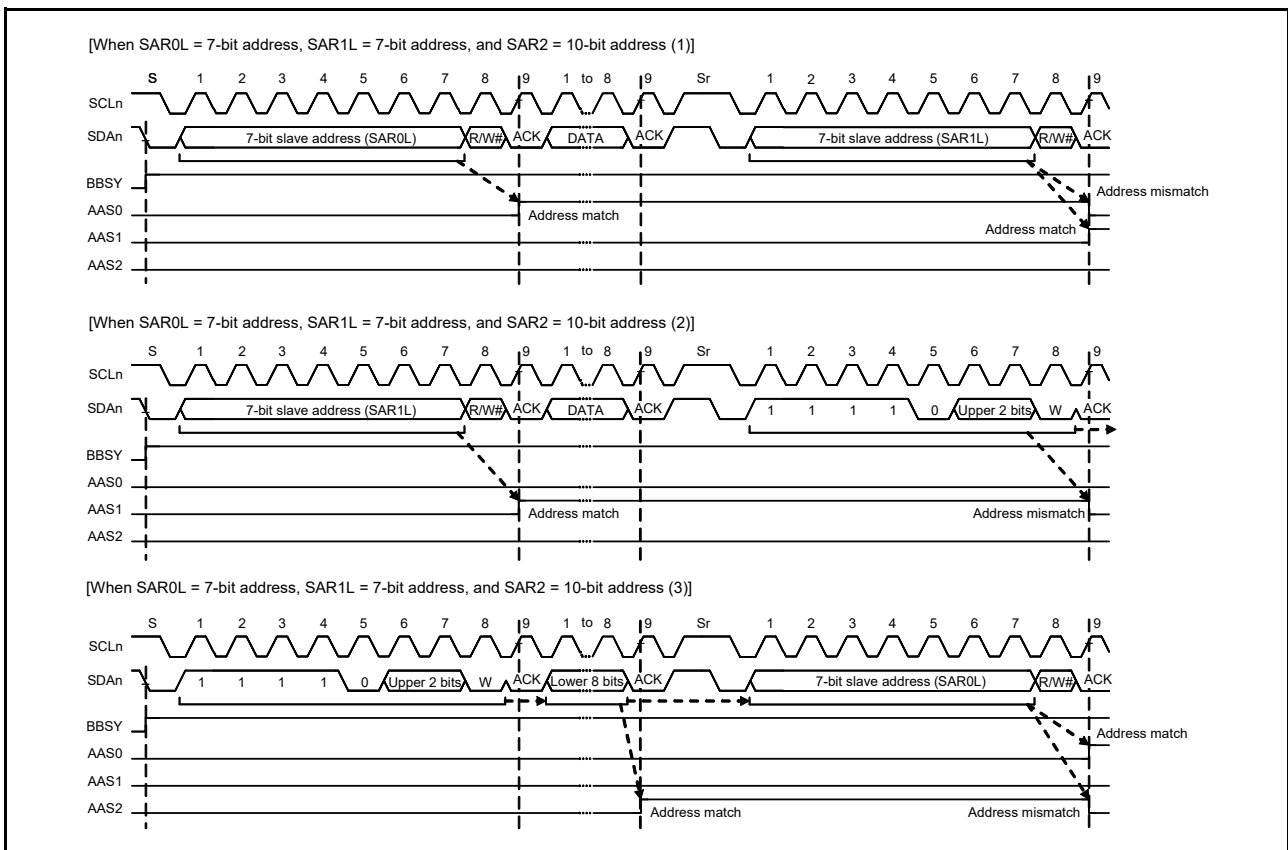 [When SAR0L = 7-bit address, SAR1L = 7-bit address, and SAR2 = 10-bit address (1)]
S 1 2 3 4 5 6 7 8 9 1 to 8 9 Sr 1 2 3 4 5 6 7 8 9
SCLn
SDAn 7-bit slave address (SAR0L) R/W# ACK DATA ACK 7-bit slave address (SAR1L) R/W# ACK
BBSY
Address mismatch
AAS0 Address match
Address match
AAS1
AAS2
[When SAR0L = 7-bit address, SAR1L = 7-bit address, and SAR2 = 10-bit address (2)]
S 1 2 3 4 5 6 7 8 9 1 to 8 9 Sr 1 2 3 4 5 6 7 8 9
SCLn
SDAn 7-bit slave address (SAR1L) R/W# ACK DATA ACK 1 1 1 1 0 Upper 2 bits W ACK
BBSY
AAS0
AAS1 Address match Address mismatch
AAS2
[When SAR0L = 7-bit address, SAR1L = 7-bit address, and SAR2 = 10-bit address (3)]
S 1 2 3 4 5 6 7 8 9 1 to 8 9 Sr 1 2 3 4 5 6 7 8 9
SCLn
SDAn 1 1 1 1 0 Upper 2 bits W ACK Lower 8 bits ACK 7-bit slave address (SAR0L) R/W# ACK
BBSY
Address match
AAS0
AAS1
AAS2 Address match Address mismatch